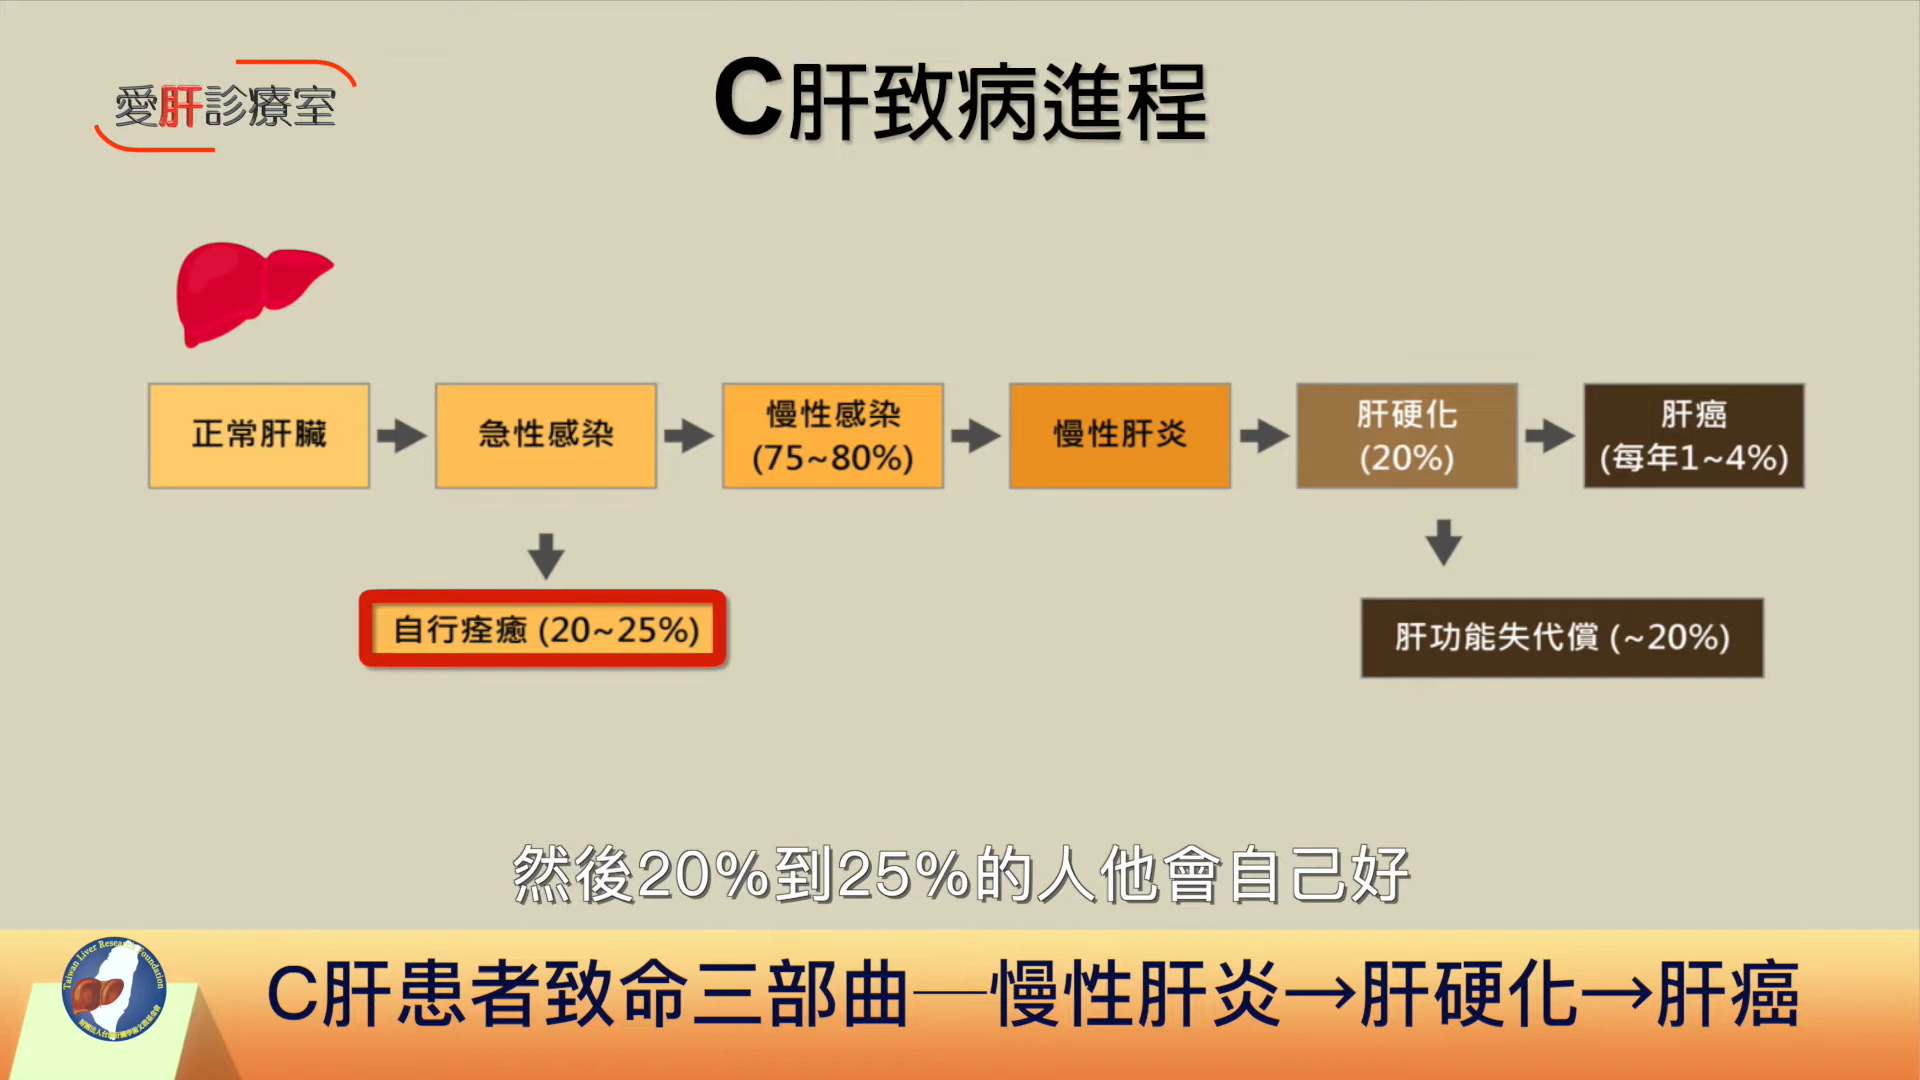 愛肝診療室
C肝致病進程
正常肝臟
急性感染
慢性感染
(75~80%)
慢性肝炎
肝硬化
(20%)
肝癌
(每年1~4%)
自行痊癒 (20~25%)
肝功能失代償 (~20%)
然後20%到25%的人他會自己好
Taiwan Liver Research Foundation
C肝患者致命三部曲—慢性肝炎→肝硬化→肝癌